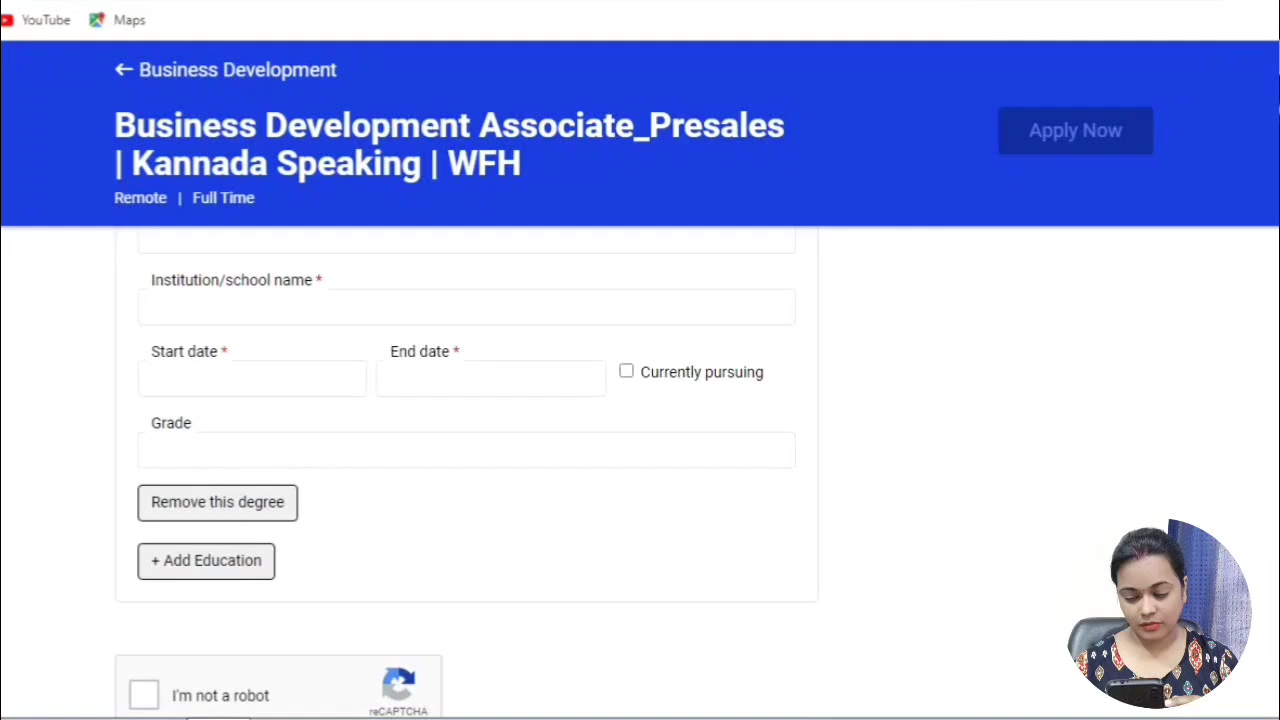 YouTube Maps
← Business Development
Business Development Associate_Presales
| Kannada Speaking | WFH
Apply Now
Remote | Full Time
Institution/school name *
Start date * End date *
Currently pursuing
Grade
Remove this degree
+ Add Education
I'm not a robot
reCAPTCHA